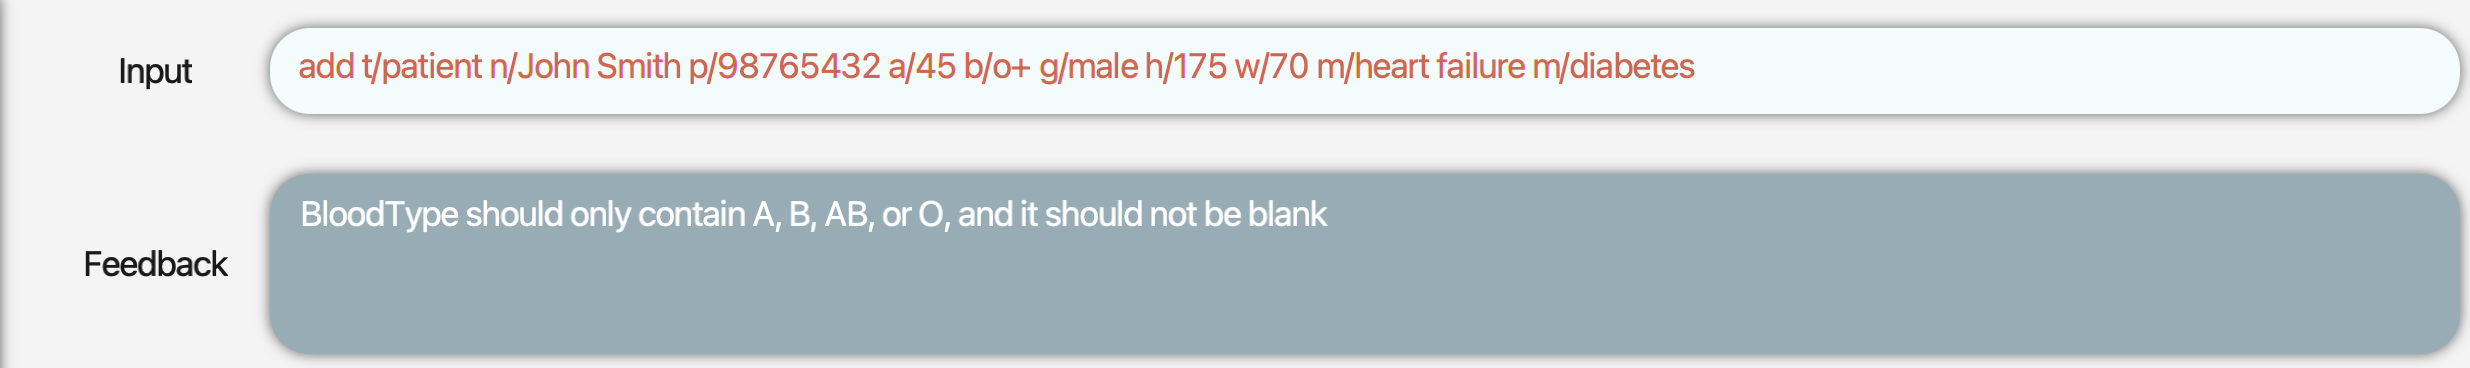 Input
add t/patient n/John Smith p/98765432 a/45 b/o+ g/male h/175 w/70 m/heart failure m/diabetes
BloodType should only contain A, B, AB, or O, and it should not be blank
Feedback